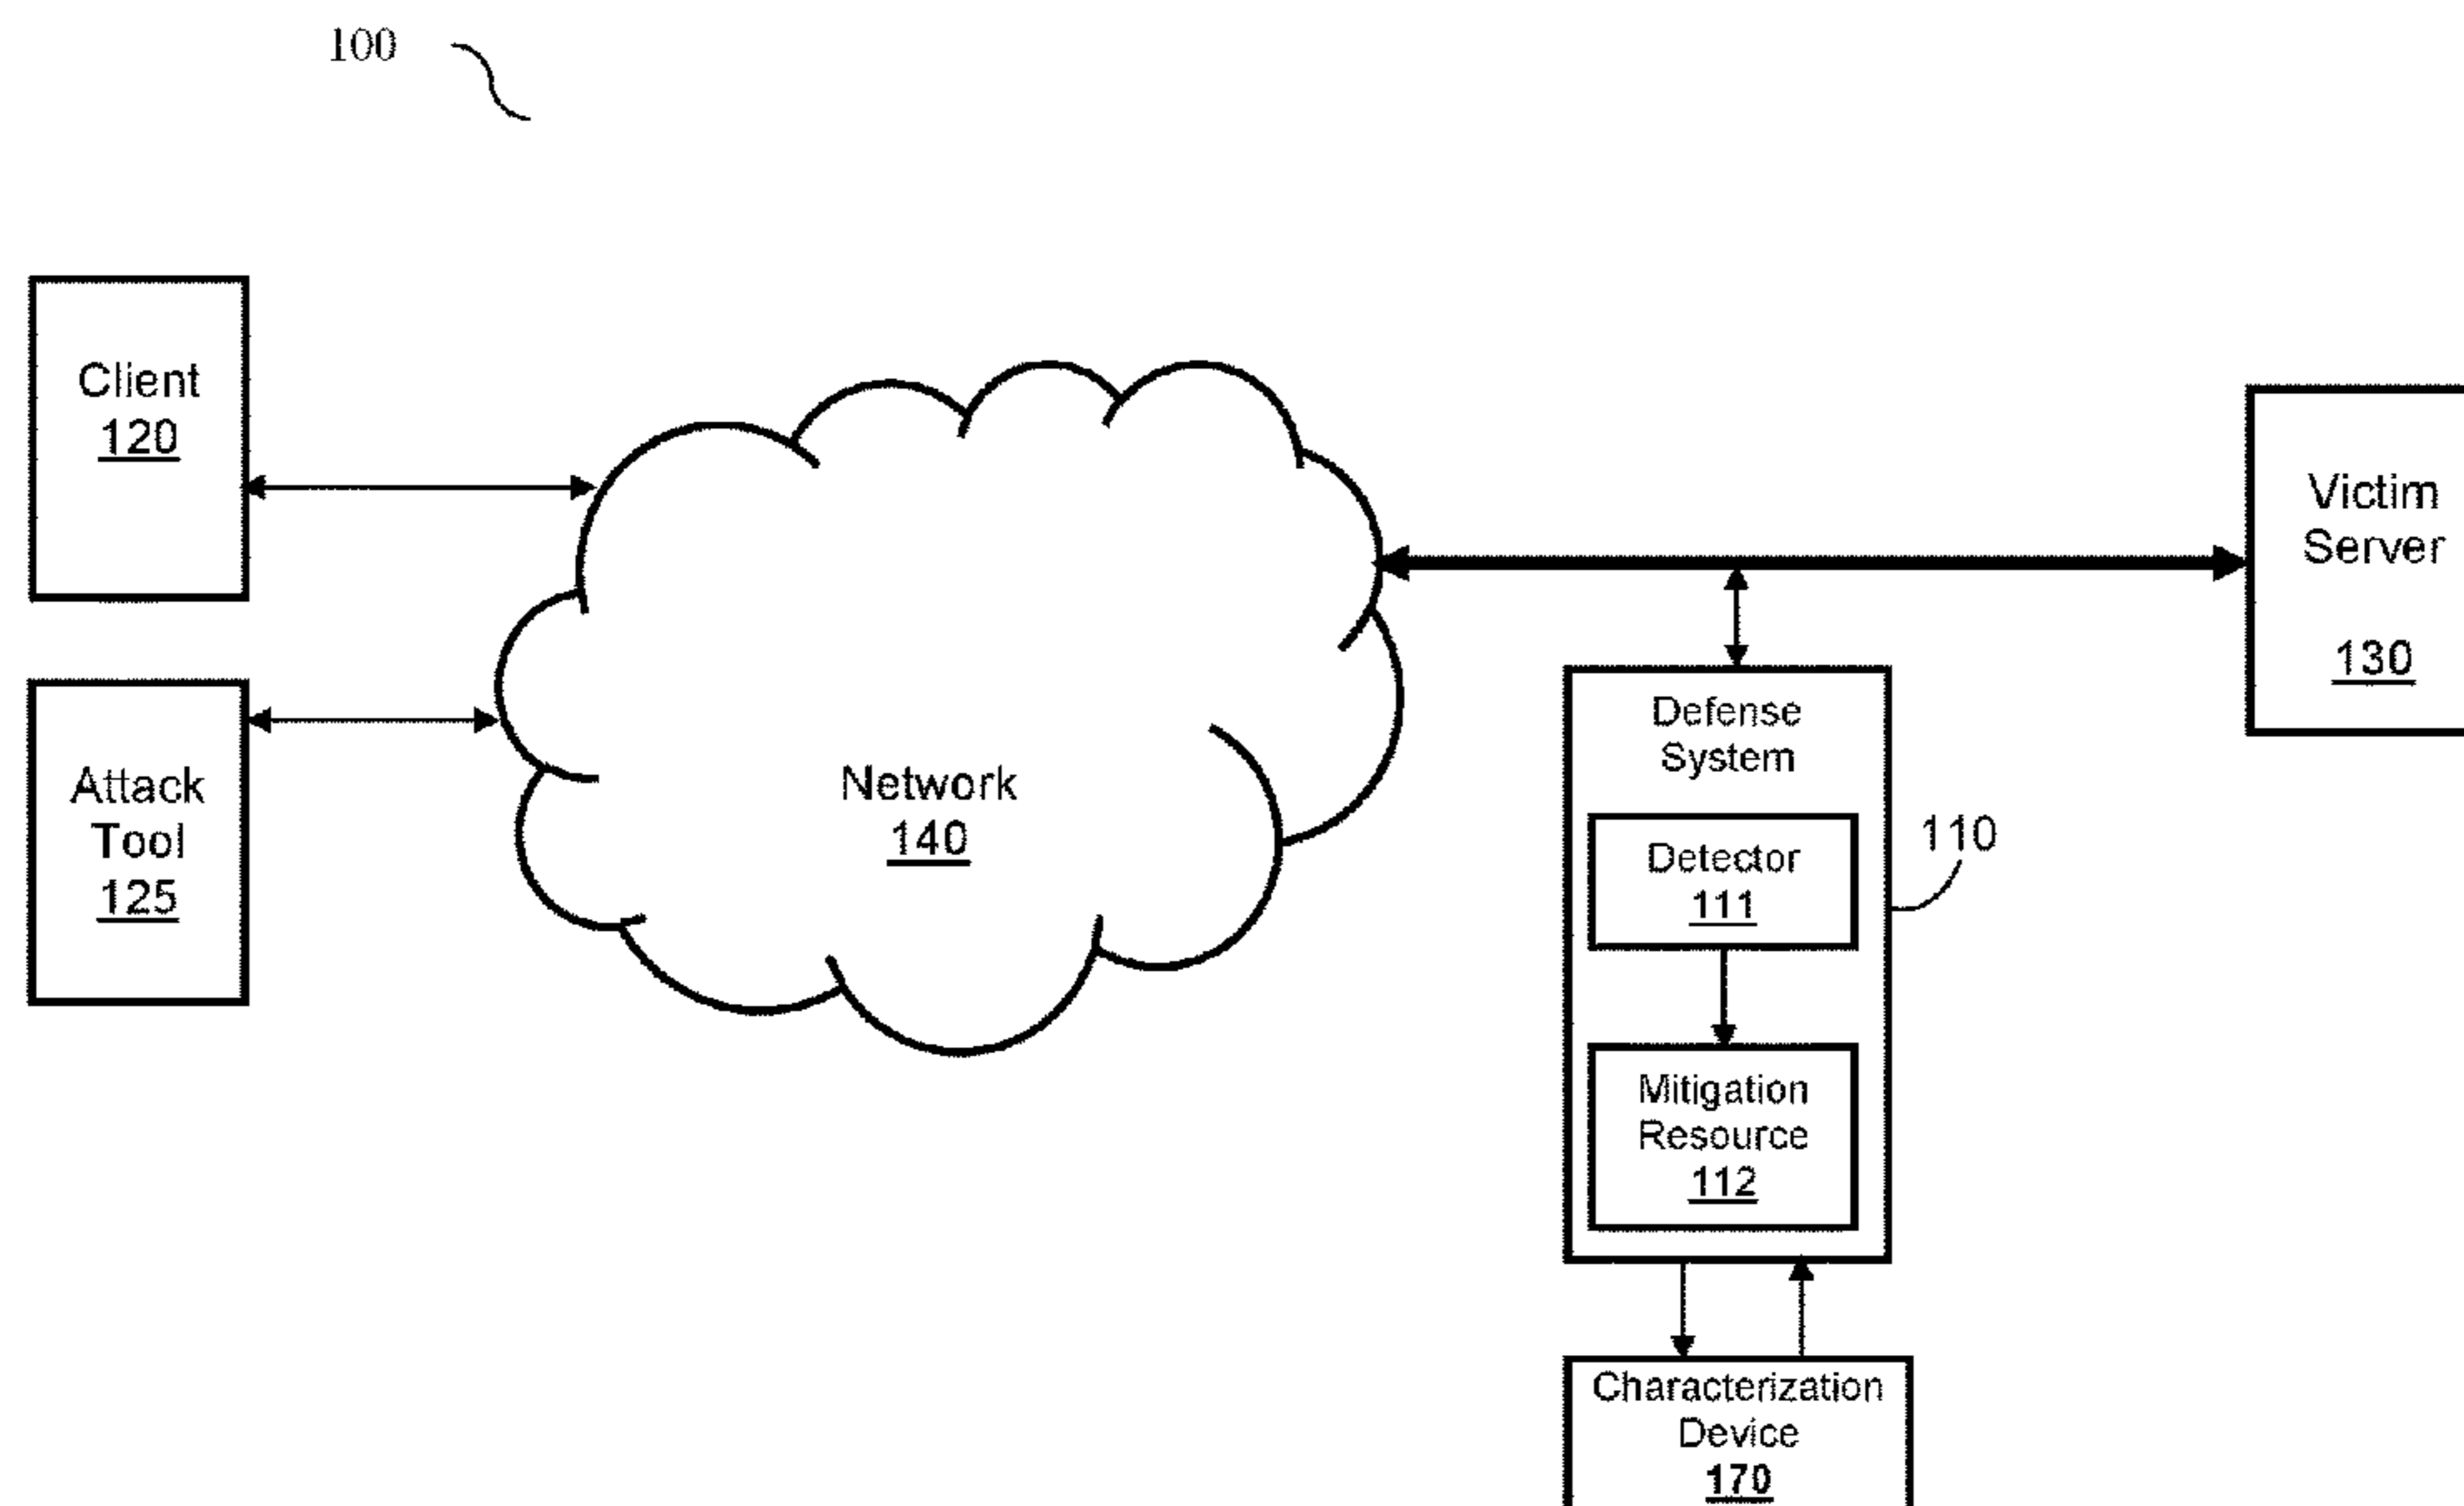 100
Client
120
Attack
Tool
125
Network
140
Victim
Server
130
Defense
System
110
Detector
111
Mitigation
Resource
112
Characterization
Device
170